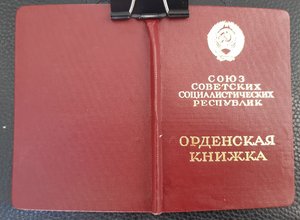 СОЮЗ
СОВЕТСКИХ
СОЦИАЛИСТИЧЕСКИХ
РЕСПУБЛИК
ОРДЕНСКАЯ
КНИЖКА